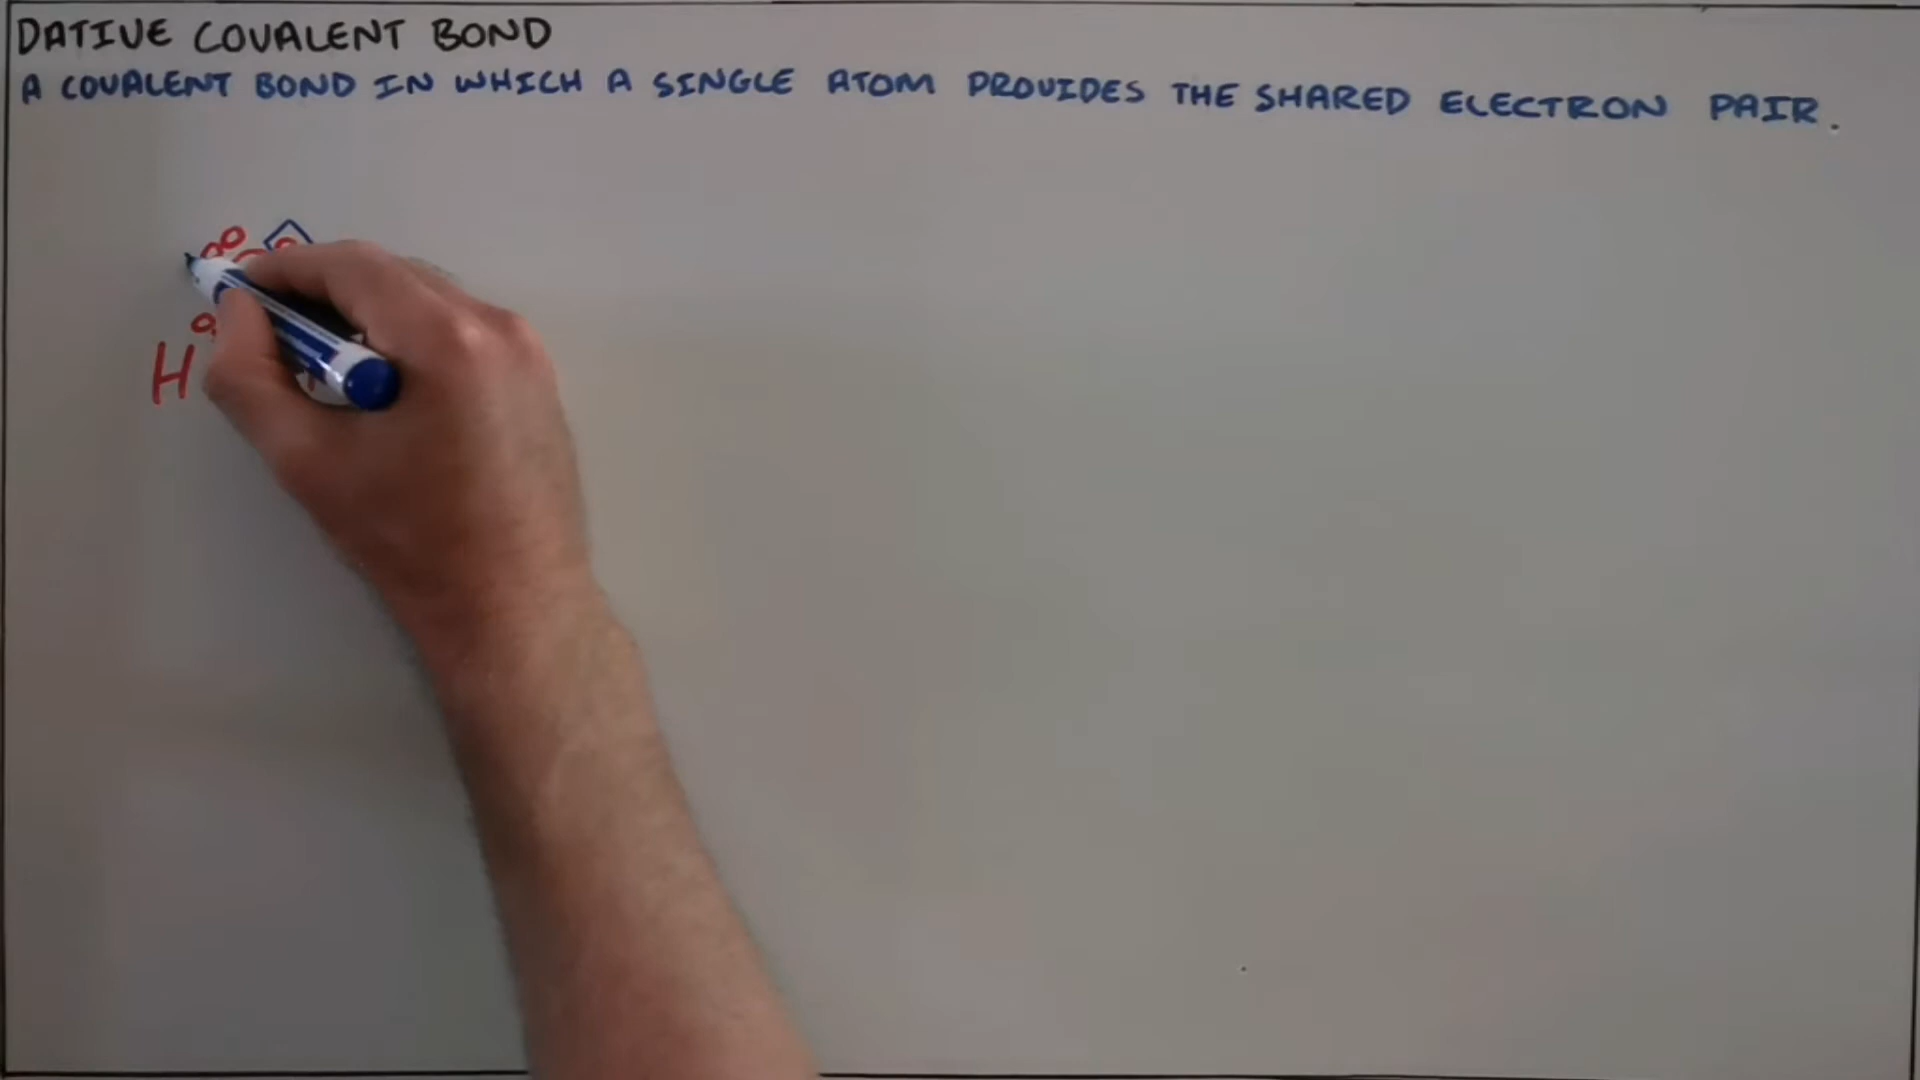 DATIVE COVALENT BOND
A COVALENT BOND IN WHICH A SINGLE ATOM PROVIDES THE SHARED ELECTRON PAIR.
H